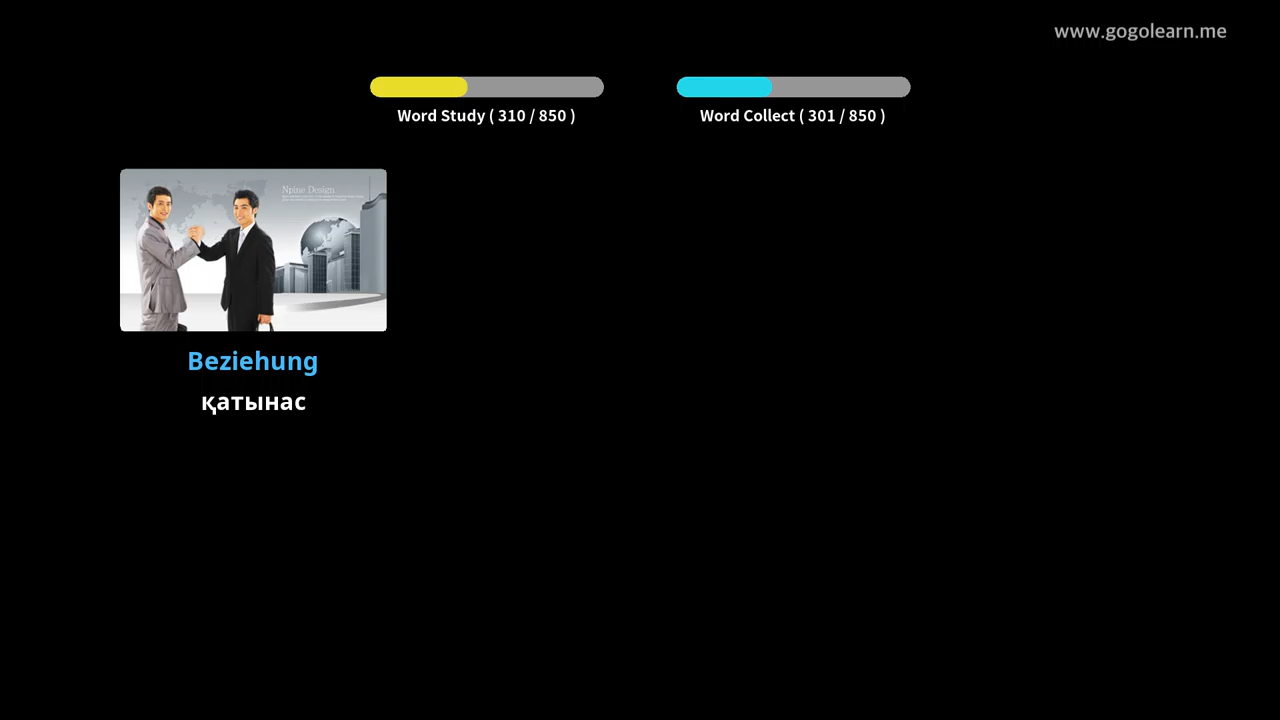 www.gogolearn.me
Word Study ( 310 / 850 )
Word Collect ( 301 / 850 )
Npine Design
Beziehung
қатынас